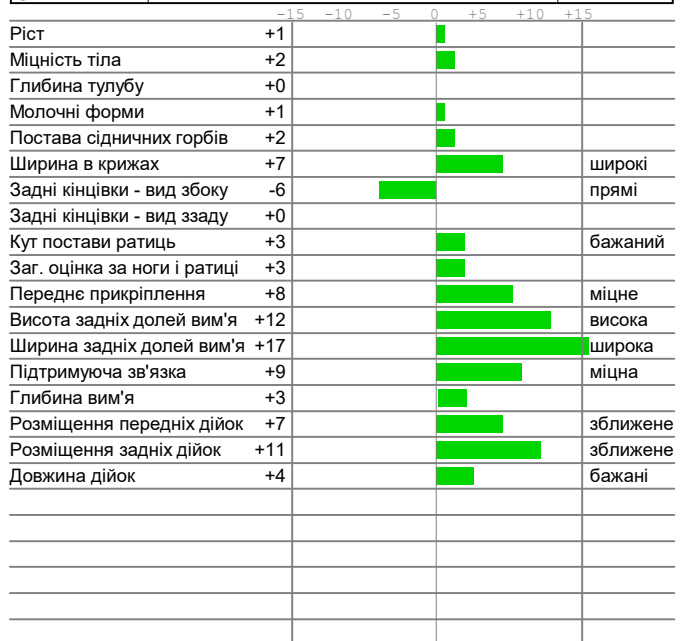 -15 -10 -5 0 +5 +10 +15
Ріст +1
Міцність тіла +2
Глибина тулубу +0
Молочні форми +1
Постава сідничних горбів +2
Ширина в крижах +7 широкі
Задні кінцівки - вид збоку -6 прямі
Задні кінцівки - вид ззаду +0
Кут постави ратиць +3 бажаний
Заг. оцінка за ноги і ратиці +3
Переднє прикріплення +8 міцне
Висота задніх долей вим'я +12 висока
Ширина задніх долей вим'я +17 широка
Підтримуюча зв'язка +9 міцна
Глибина вим'я +3
Розміщення передніх дійок +7 зближене
Розміщення задніх дійок +11 зближене
Довжина дійок +4 бажані